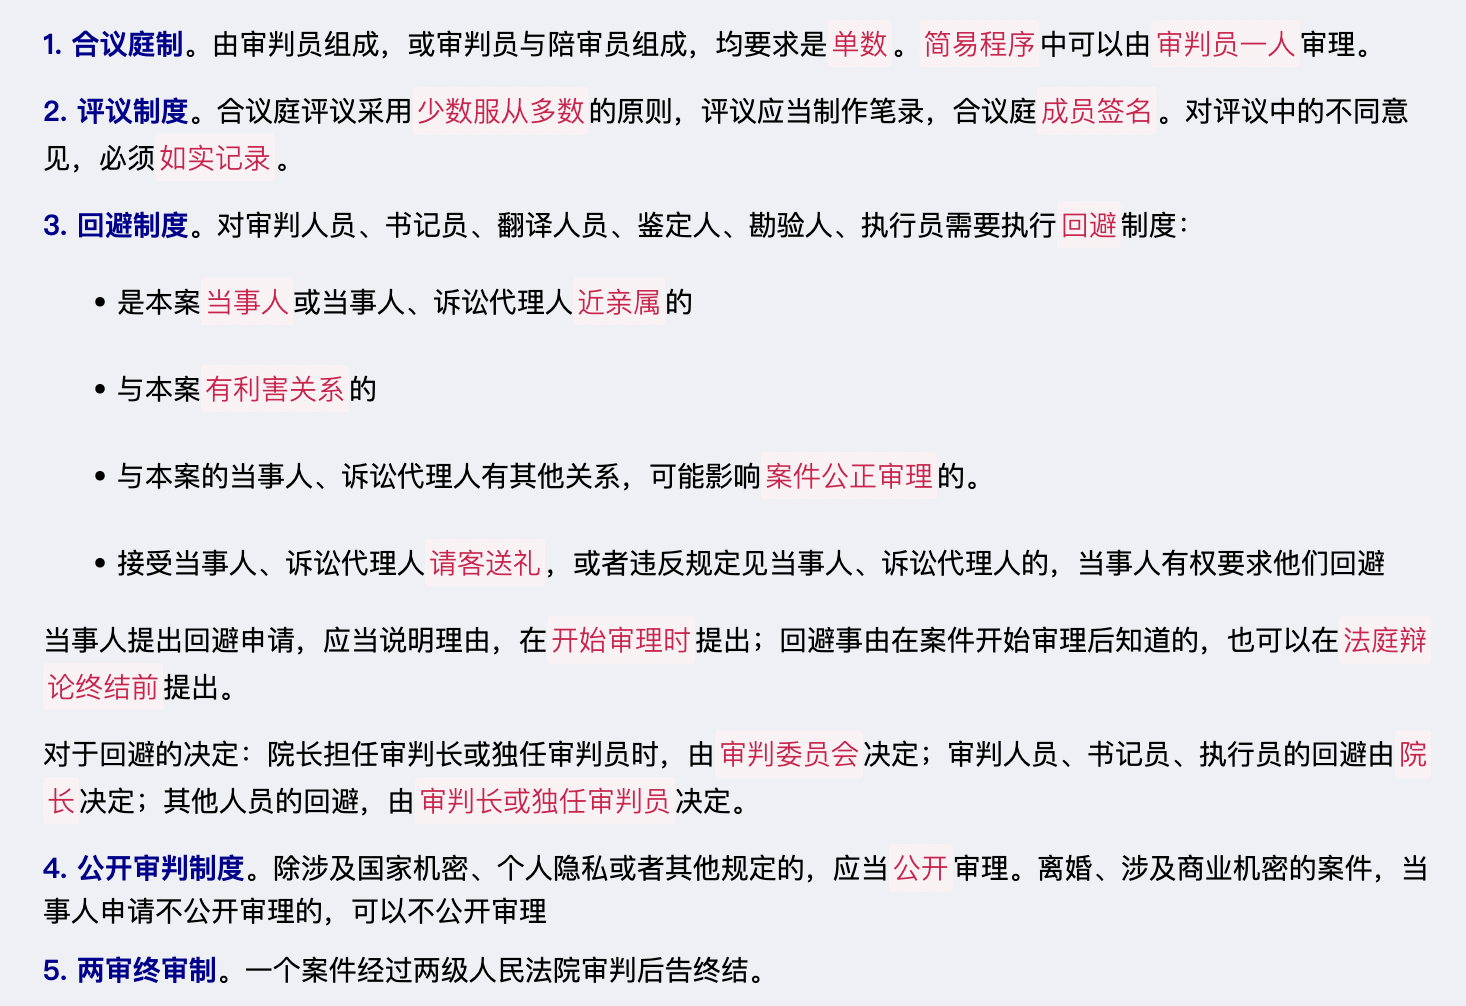 1. 合议庭制。由审判员组成，或审判员与陪审员组成，均要求是单数。简易程序中可以由审判员一人审理。
2. 评议制度。合议庭评议采用少数服从多数的原则，评议应当制作笔录，合议庭成员签名。对评议中的不同意
见，必须如实记录。
3. 回避制度。对审判人员、书记员、翻译人员、鉴定人、勘验人、执行员需要执行回避制度：
• 是本案当事人或当事人、诉讼代理人近亲属的
• 与本案有利害关系的
• 与本案的当事人、诉讼代理人有其他关系，可能影响案件公正审理的。
• 接受当事人、诉讼代理人请客送礼，或者违反规定见当事人、诉讼代理人的，当事人有权要求他们回避
当事人提出回避申请，应当说明理由，在开始审理时提出；回避事由在案件开始审理后知道的，也可以在法庭辩
论终结前提出。
对于回避的决定：院长担任审判长或独任审判员时，由审判委员会决定；审判人员、书记员、执行员的回避由院
长决定；其他人员的回避，由审判长或独任审判员决定。
4. 公开审判制度。除涉及国家机密、个人隐私或者其他规定的，应当公开审理。离婚、涉及商业机密的案件，当
事人申请不公开审理的，可以不公开审理
5. 两审终审制。一个案件经过两级人民法院审判后告终结。